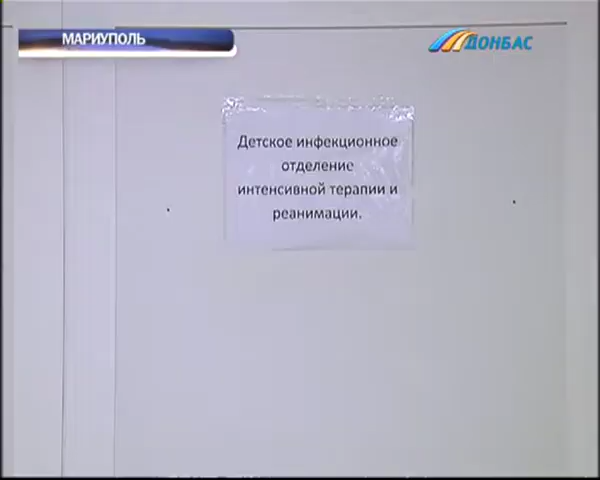 МАРИУПОЛЬ
ДОНБАС
Детское инфекционное
отделение
интенсивной терапии и
реанимации.